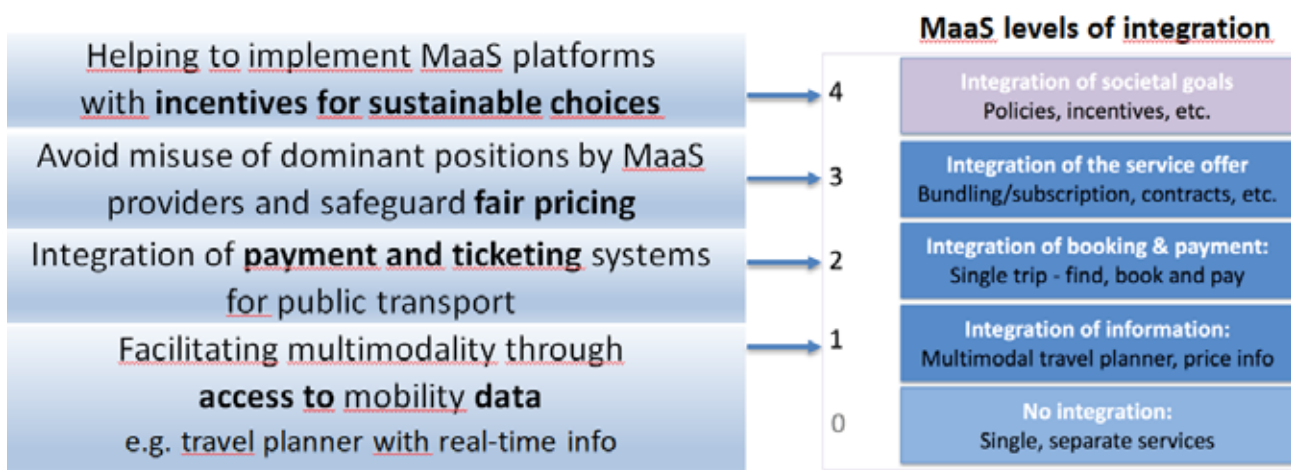 Helping to implement MaaS platforms
with incentives for sustainable choices
Avoid misuse of dominant positions by MaaS
providers and safeguard fair pricing
Integration of payment and ticketing systems
for public transport
Facilitating multimodality through
access to mobility data
e.g. travel planner with real-time info
MaaS levels of integration
4
Integration of societal goals
Policies, incentives, etc.
3
Integration of the service offer
Bundling/subscription, contracts, etc.
2
Integration of booking & payment:
Single trip - find, book and pay
1
Integration of information:
Multimodal travel planner, price info
0
No integration:
Single, separate services